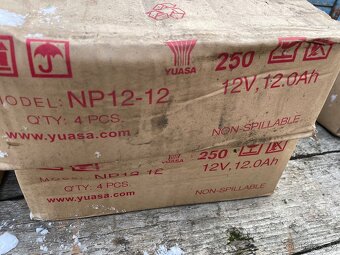 YUASA
250
12V, 12.0Ah
MODEL: NP12-12
Q'TY: 4 PCS.
www.yuasa.com
NON-SPILLABLE
YUASA
250
12V, 12.0Ah
Q'TY: 4 PCS.
www.yuasa.com
NON-SPILLABLE